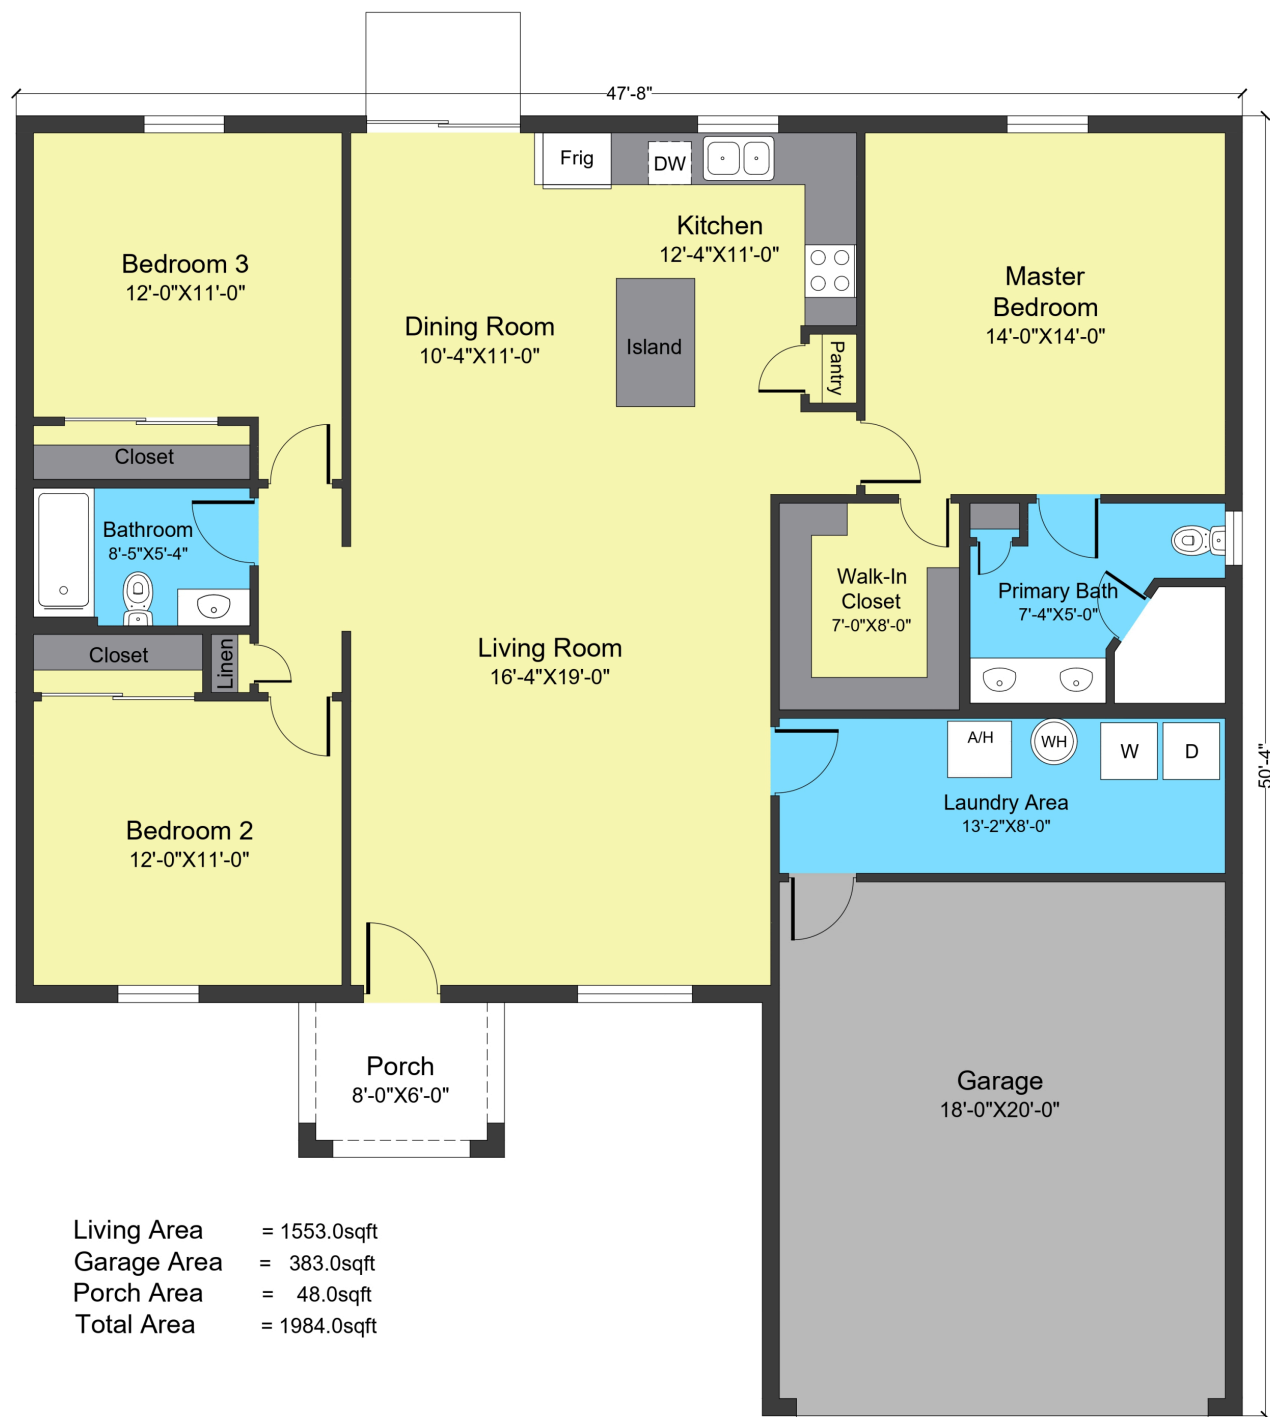 47'-8"
Frig
DW
Kitchen
12'-4"X11'-0"
Bedroom 3
12'-0"X11'-0"
Master
Bedroom
14'-0"X14'-0"
Dining Room
10'-4"X11'-0"
Island
Pantry
Closet
Bathroom
8'-5"X5'-4"
Walk-In
Closet
7'-0"X8'-0"
Primary Bath
7'-4"X5'-0"
Closet
Linen
Living Room
16'-4"X19'-0"
A/H
WH
W
D
50'-4"
Laundry Area
13'-2"X8'-0"
Bedroom 2
12'-0"X11'-0"
Porch
8'-0"X6'-0"
Garage
18'-0"X20'-0"
Living Area = 1553.0sqft
Garage Area = 383.0sqft
Porch Area = 48.0sqft
Total Area = 1984.0sqft